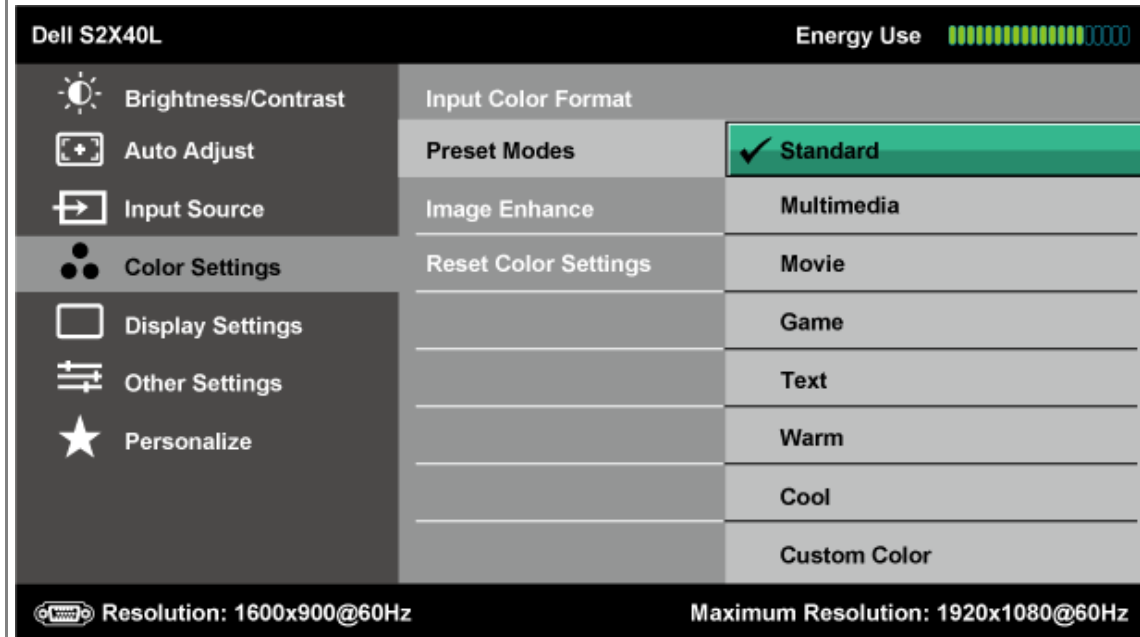 Dell S2X40L
Energy Use
Brightness/Contrast
Auto Adjust
Input Source
Color Settings
Display Settings
Other Settings
Personalize
Input Color Format
Preset Modes
Image Enhance
Reset Color Settings
Standard
Multimedia
Movie
Game
Text
Warm
Cool
Custom Color
Resolution: 1600x900@60Hz
Maximum Resolution: 1920x1080@60Hz